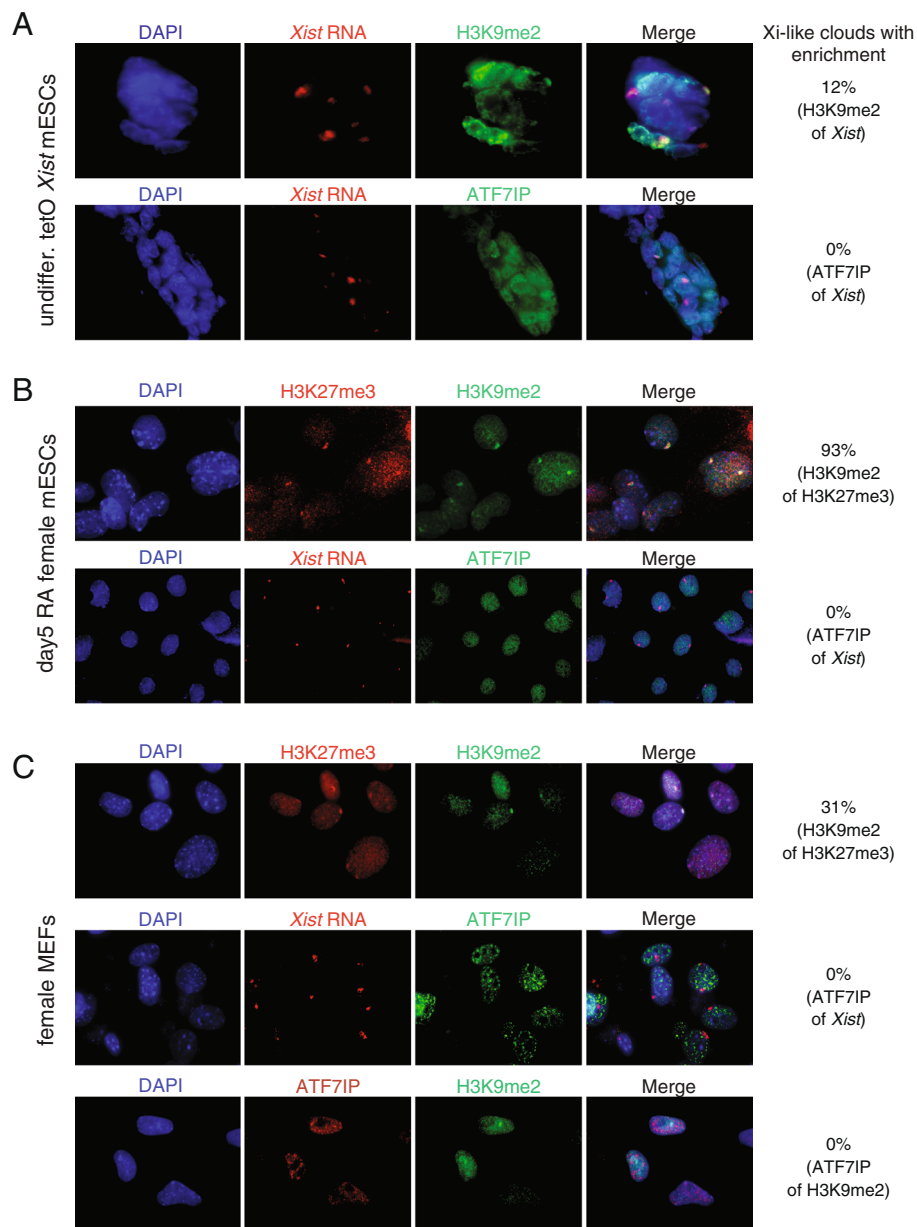 A
DAPI
Xist RNA
H3K9me2
Merge
Xi-like clouds with
enrichment
12%
(H3K9me2
of Xist)
undiffer. tetO Xist mESCs
DAPI
Xist RNA
ATF7IP
Merge
0%
(ATF7IP
of Xist)
B
DAPI
H3K27me3
H3K9me2
Merge
93%
(H3K9me2
of H3K27me3)
day5 RA female mESCs
DAPI
Xist RNA
ATF7IP
Merge
0%
(ATF7IP
of Xist)
C
DAPI
H3K27me3
H3K9me2
Merge
31%
(H3K9me2
of H3K27me3)
female MEFs
DAPI
Xist RNA
ATF7IP
Merge
0%
(ATF7IP
of Xist)
DAPI
ATF7IP
H3K9me2
Merge
0%
(ATF7IP
of H3K9me2)